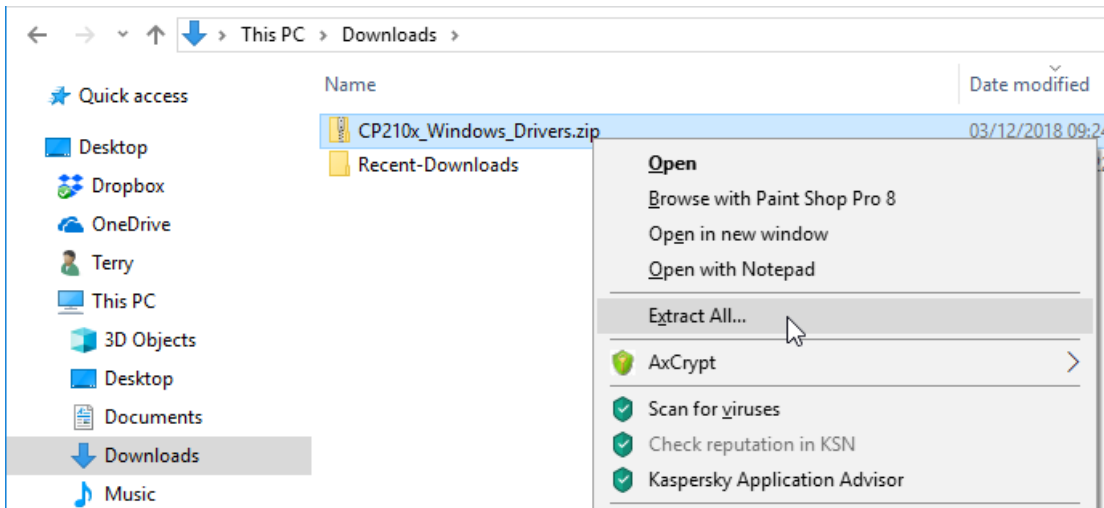 This PC > Downloads >
Name
Date modified
Quick access
Desktop
Dropbox
OneDrive
Terry
This PC
3D Objects
Desktop
Documents
Downloads
Music
CP210x_Windows_Drivers.zip
03/12/2018 09:24
Recent-Downloads
Open
Browse with Paint Shop Pro 8
Open in new window
Open with Notepad
Extract All...
AxCrypt
Scan for viruses
Check reputation in KSN
Kaspersky Application Advisor